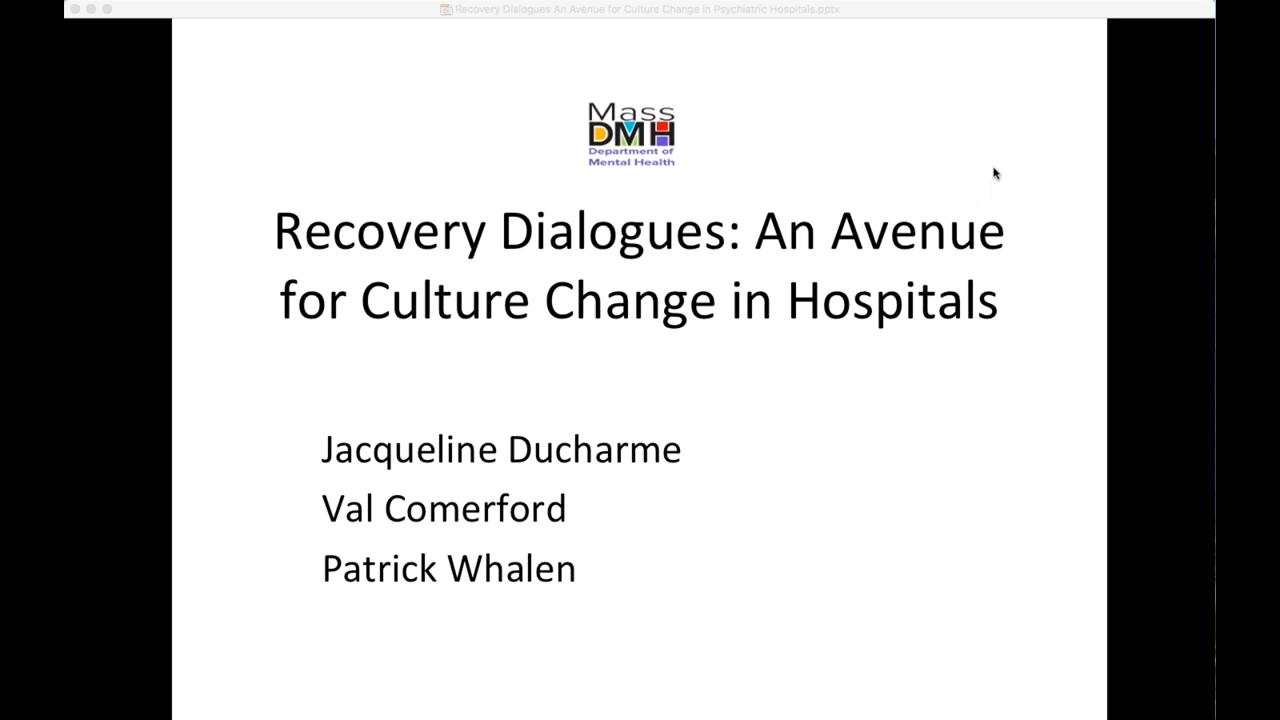 Recovery Dialogues An Avenue for Culture Change in Psychiatric Hospitals.pptx
Mass
DMH
Department of
Mental Health
Recovery Dialogues: An Avenue
for Culture Change in Hospitals
Jacqueline Ducharme
Val Comerford
Patrick Whalen